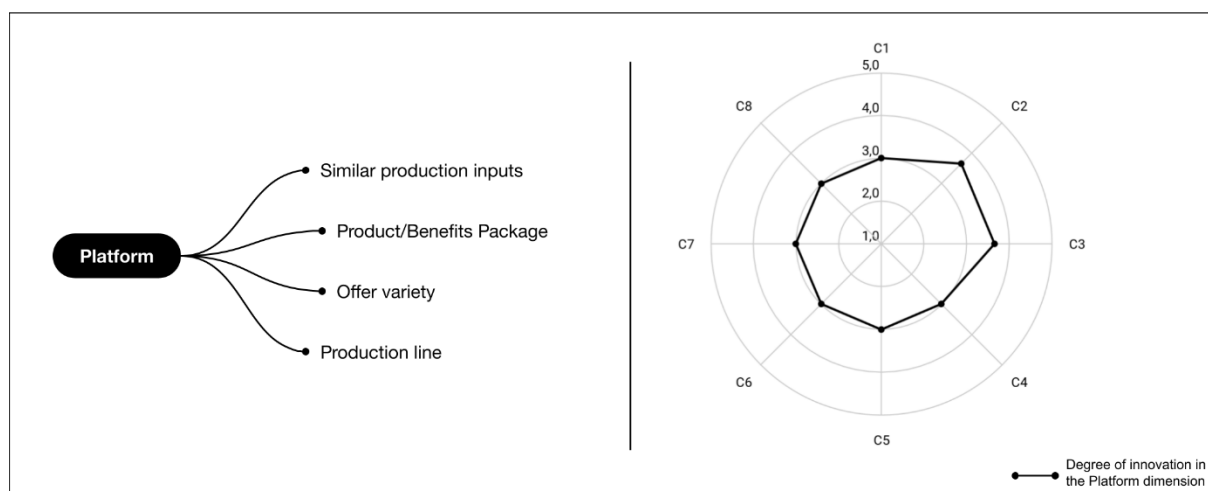 Platform
Similar production inputs
Product/Benefits Package
Offer variety
Production line
C1
5,0
C8
C2
4,0
3,0
2,0
C7
1,0
C3
C6
C4
C5
Degree of innovation in
the Platform dimension